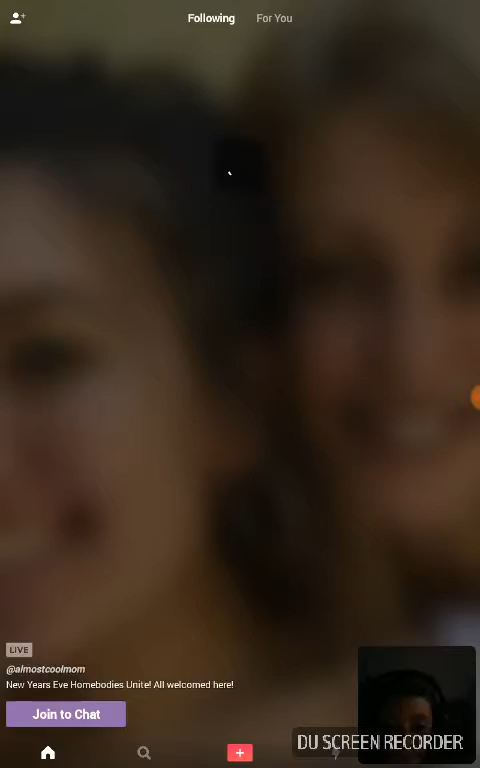 Following For You
LIVE
@almostcoolmom
New Years Eve Homebodies Unite! All welcomed here!
Join to Chat
DU SCREEN RECORDER